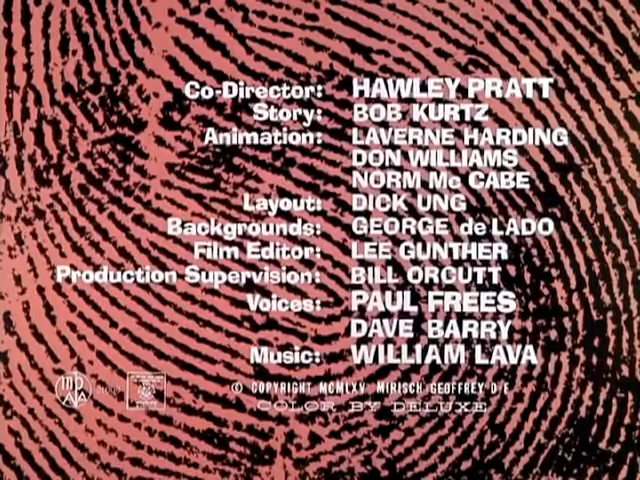 Co-Director: HAWLEY PRATT
Story: BOB KURTZ
Animation: LAVERNE HARDING
DON WILLIAMS
NORM Mc CABE
Layout: DICK UNG
Backgrounds: GEORGE de LADO
Film Editor: LEE GUNTHER
Production Supervision: BILL ORCUTT
Voices: PAUL FREES
DAVE BARRY
Music: WILLIAM LAVA
© COPYRIGHT MCMLXV MIRISCH GEOFFREY D F
COLOR BY DELUXE